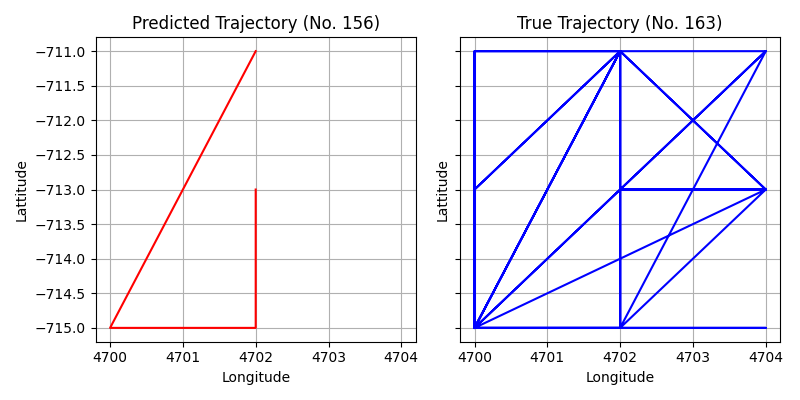 Predicted Trajectory (No. 156)
True Trajectory (No. 163)
−711.0
−711.5
−712.0
−712.5
−713.0
−713.5
−714.0
−714.5
−715.0
Lattitude
Lattitude
4700 4701 4702 4703 4704
4700 4701 4702 4703 4704
Longitude
Longitude